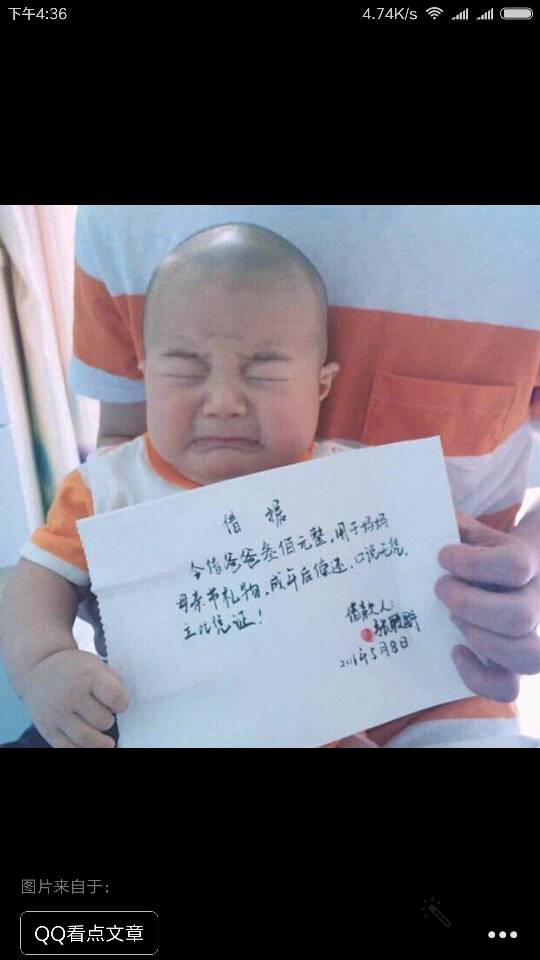 下午4:36
4.74K/s
借据
今借爸爸叁佰元整,用于妈妈
母亲节礼物,成年后偿还,口说无凭,
立此凭证!
借款人:
张
2016年5月8日
图片来自于:
QQ看点文章